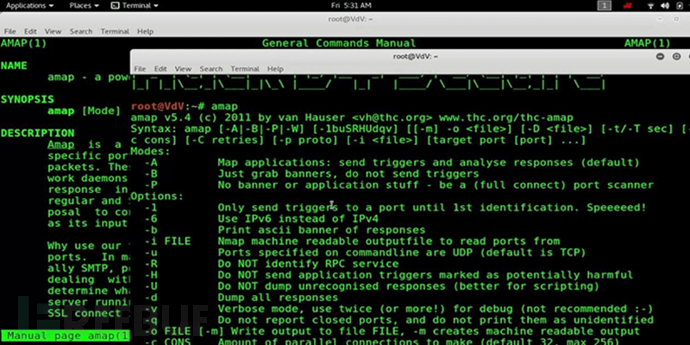 Applications Places Terminal Fri 5:31 AM 1
root@VdV: ~
File Edit View Search Terminal Help
AMAP(1) General Commands Manual AMAP(1)
NAME
amap - a pow
SYNOPSIS
amap [Mode]
DESCRIPTION
Amap is a
specific por
packets. The
work daemons
response in
regular and
posal to co
as its input
Why use our
ports. In m
ally SMTP, p
dealing with
determine wha
server runnin
SSL connect
Manual page amap(1
root@VdV: ~
File Edit View Search Terminal Help
root@VdV:~# amap
amap v5.4 (c) 2011 by van Hauser <vh@thc.org> www.thc.org/thc-amap
Syntax: amap [-A|-B|-P|-W] [-1buSRHUdqv] [[-m] -o <file>] [-D <file>] [-t/-T sec] [
c cons] [-C retries] [-p proto] [-i <file>] [target port [port] ...]
Modes:
-A Map applications: send triggers and analyse responses (default)
-B Just grab banners, do not send triggers
-P No banner or application stuff - be a (full connect) port scanner
Options:
-1 Only send triggers to a port until 1st identification. Speeeeed!
-6 Use IPv6 instead of IPv4
-b Print ascii banner of responses
-i FILE Nmap machine readable outputfile to read ports from
-u Ports specified on commandline are UDP (default is TCP)
-R Do NOT identify RPC service
-H Do NOT send application triggers marked as potentially harmful
-U Do NOT dump unrecognised responses (better for scripting)
-d Dump all responses
-v Verbose mode, use twice (or more!) for debug (not recommended :-)
-q Do not report closed ports, and do not print them as unidentified
-o FILE [-m] Write output to file FILE, -m creates machine readable output
-c CONS Amount of parallel connections to make (default 32, max 256)